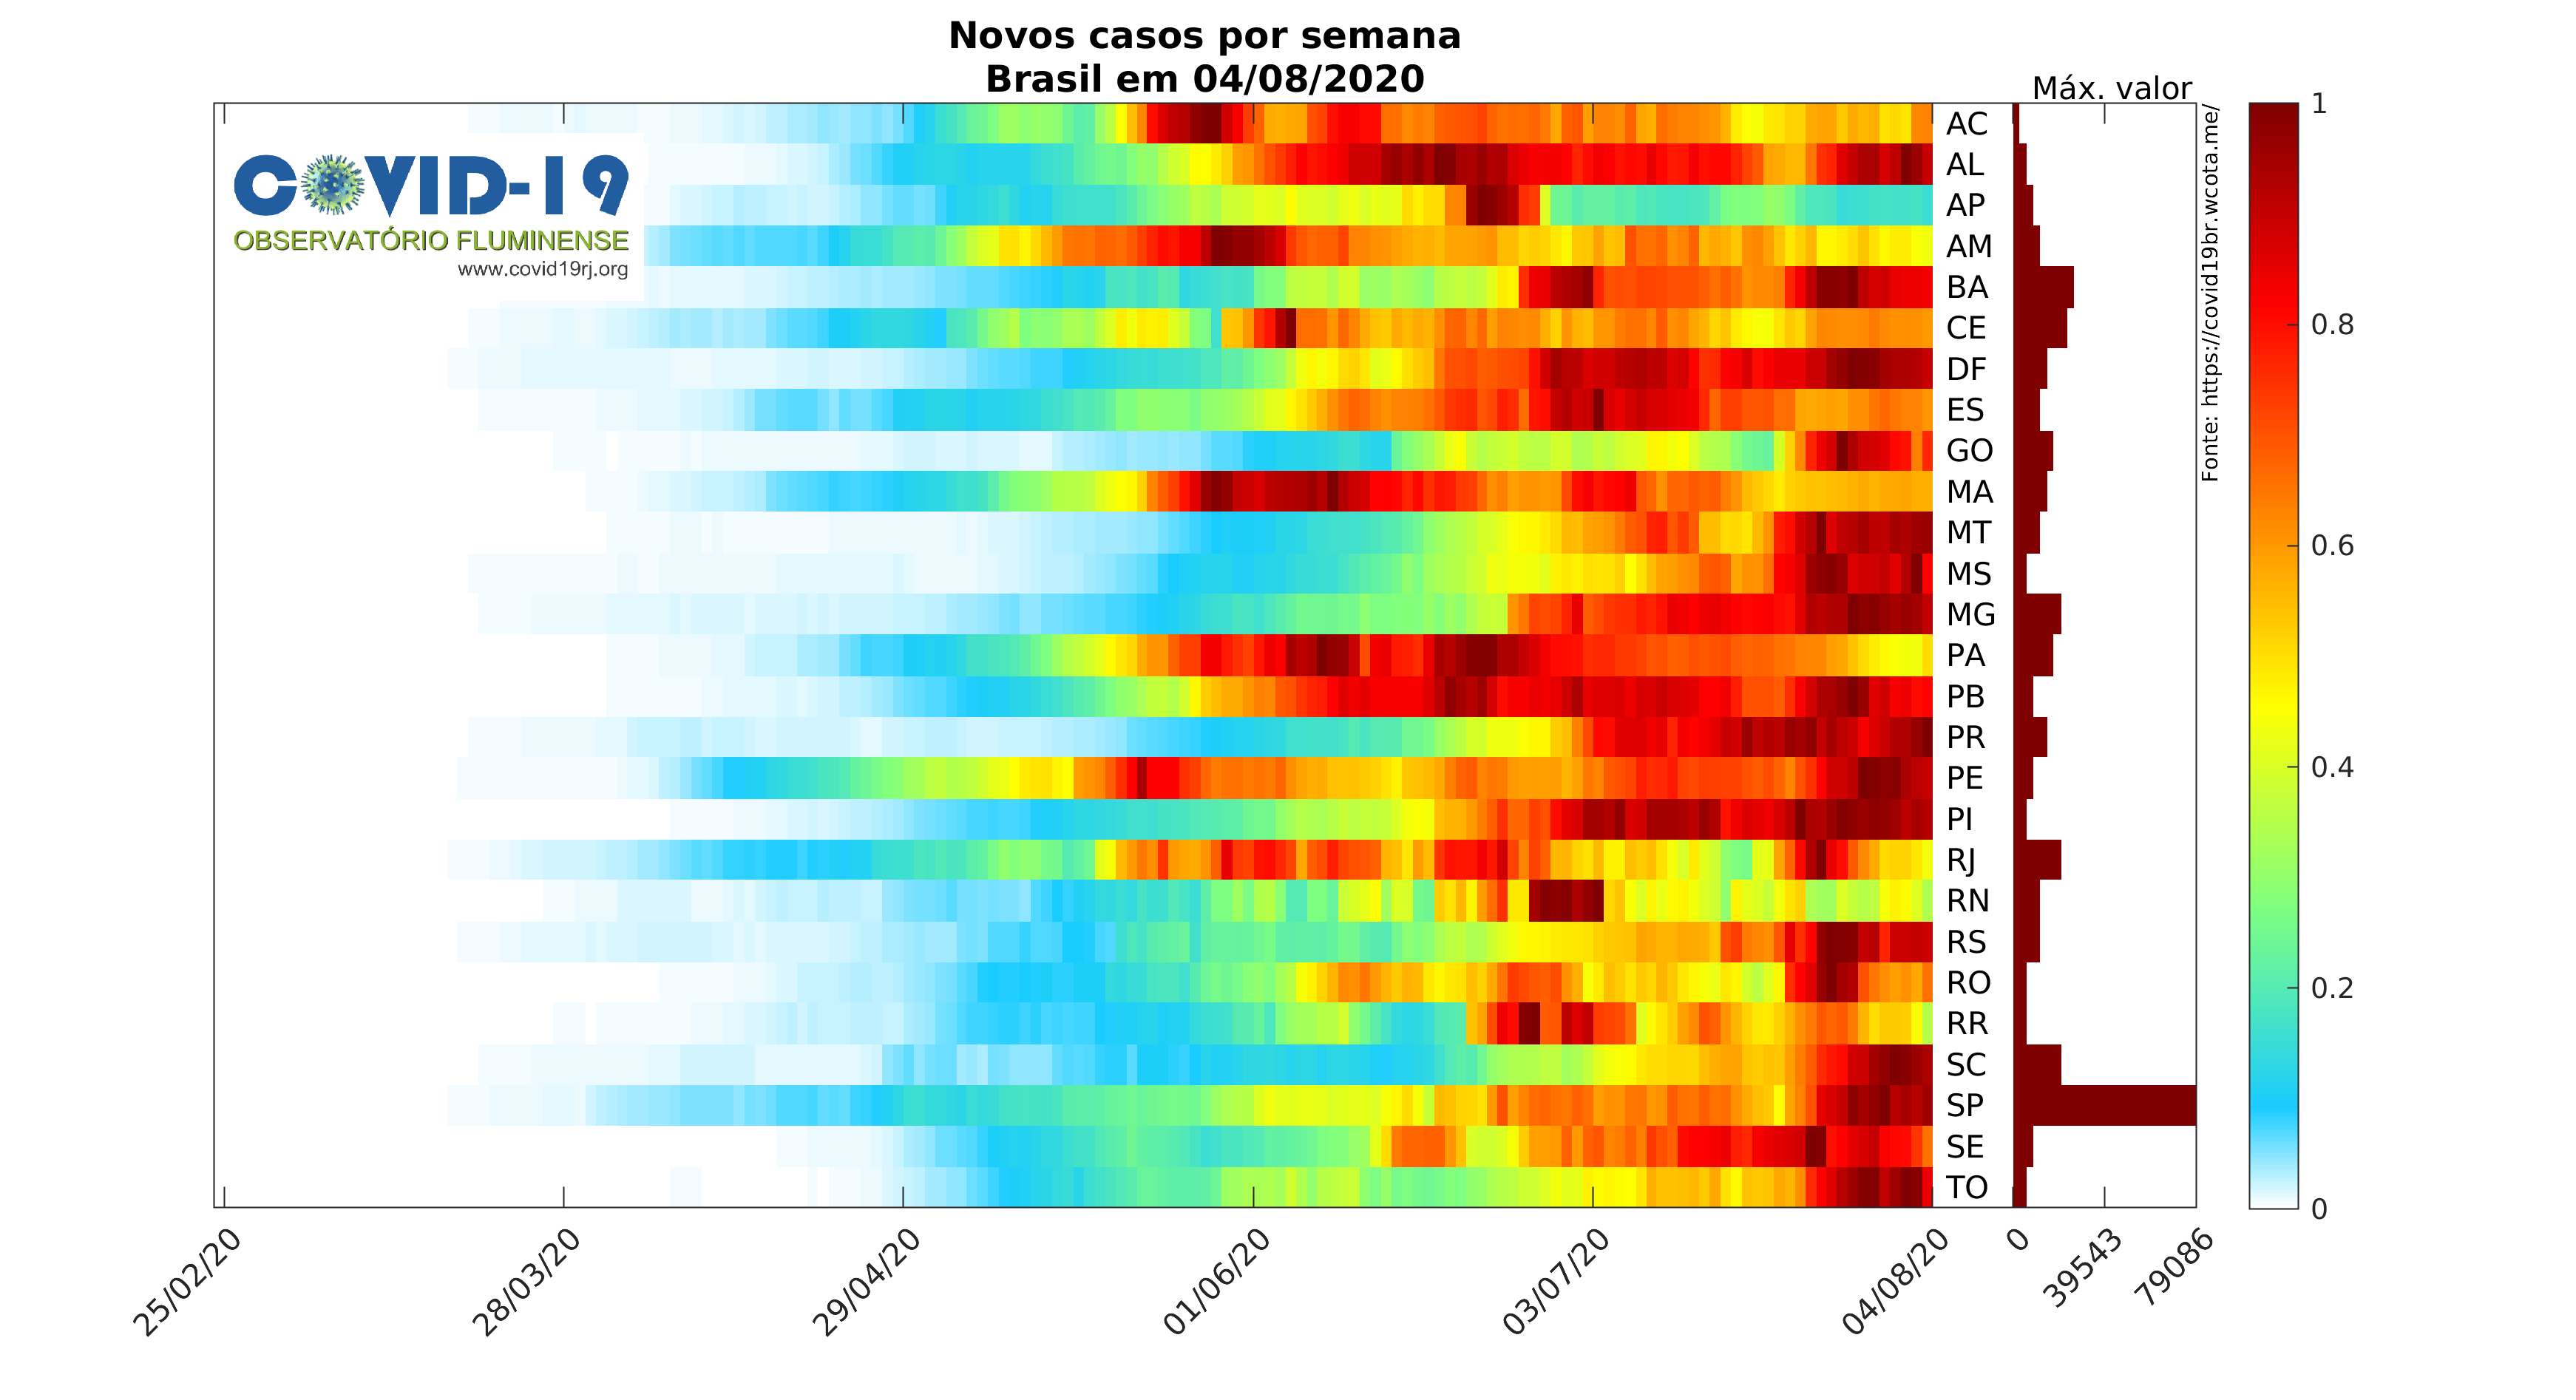 Novos casos por semana
Brasil em 04/08/2020
Máx. valor
COVID-19
OBSERVATÓRIO FLUMINENSE
www.covid19rj.org
AC
AL
AP
AM
BA
CE
DF
ES
GO
MA
MT
MS
MG
PA
PB
PR
PE
PI
RJ
RN
RS
RO
RR
SC
SP
SE
TO
Fonte: https://covid19br.wcota.me/
1
0.8
0.6
0.4
0.2
0
25/02/20
28/03/20
29/04/20
01/06/20
03/07/20
04/08/20
0
39543
79086